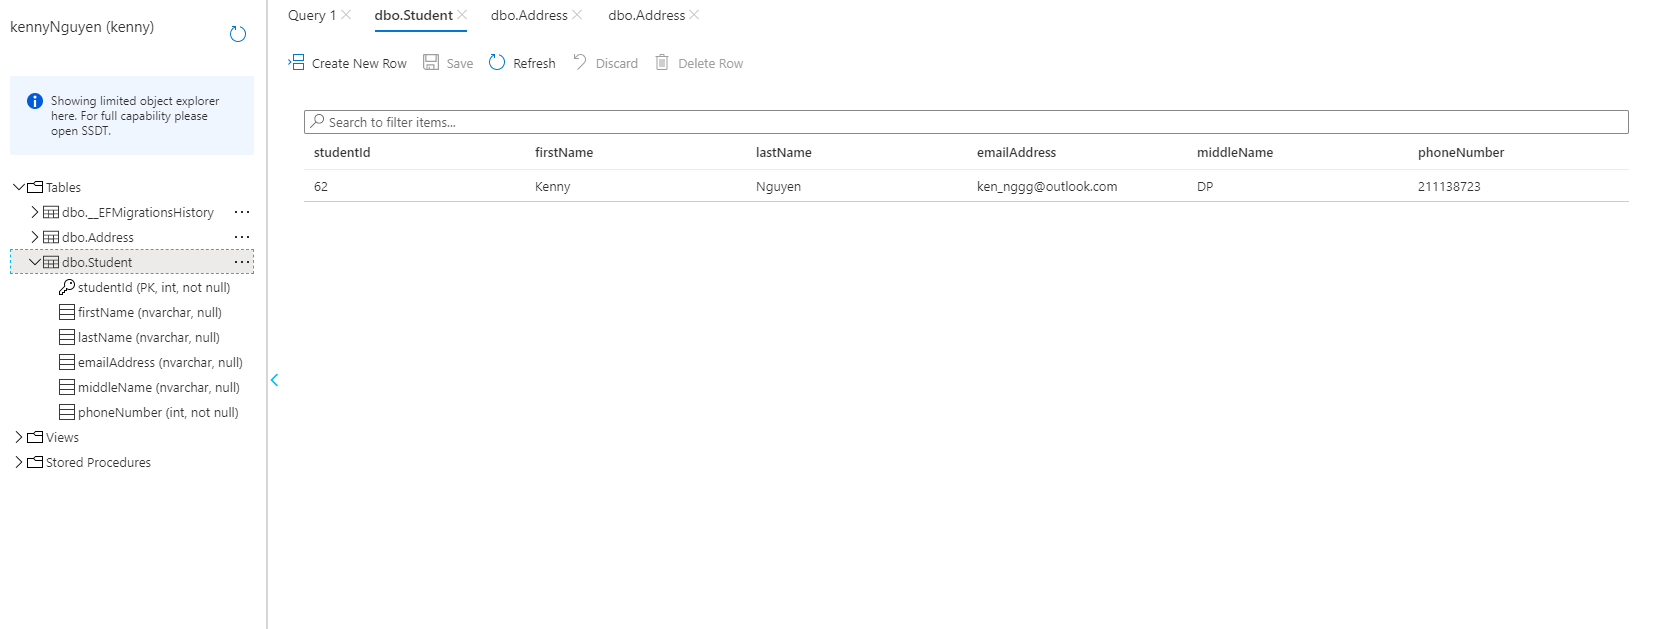 kennyNguyen (kenny)
Showing limited object explorer
here. For full capability please
open SSDT.
Tables
dbo.__EFMigrationsHistory
dbo.Address
dbo.Student
studentId (PK, int, not null)
firstName (nvarchar, null)
lastName (nvarchar, null)
emailAddress (nvarchar, null)
middleName (nvarchar, null)
phoneNumber (int, not null)
Views
Stored Procedures
Query 1 dbo.Student dbo.Address dbo.Address
Create New Row Save Refresh Discard Delete Row
Search to filter items...
studentId firstName lastName emailAddress middleName phoneNumber
62 Kenny Nguyen ken_nggg@outlook.com DP 211138723